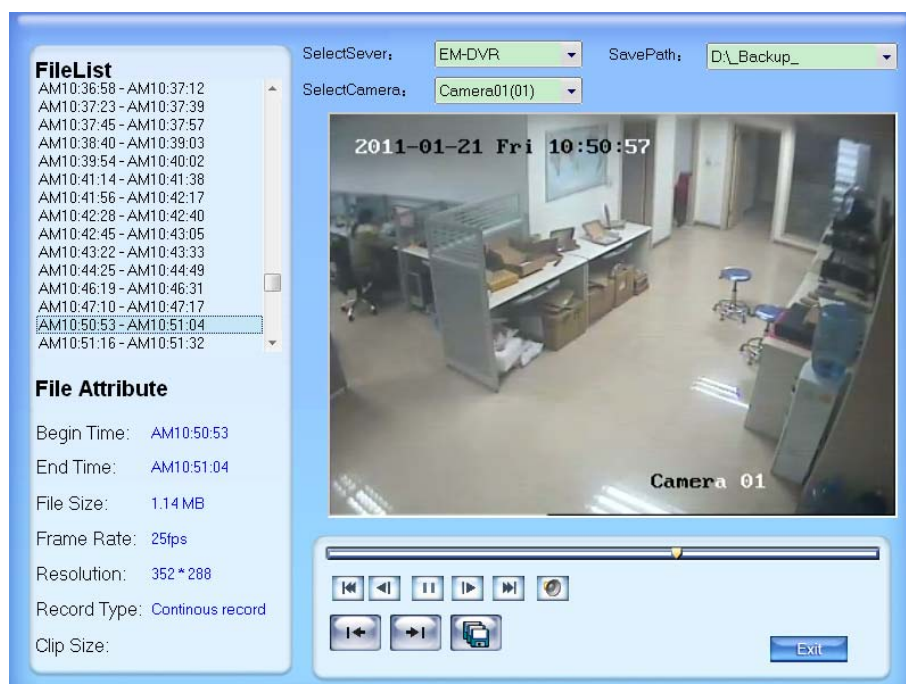 FileList
AM10:36:58 - AM10:37:12
AM10:37:23 - AM10:37:39
AM10:37:45 - AM10:37:57
AM10:38:40 - AM10:39:03
AM10:39:54 - AM10:40:02
AM10:41:14 - AM10:41:38
AM10:41:56 - AM10:42:17
AM10:42:28 - AM10:42:40
AM10:42:45 - AM10:43:05
AM10:43:22 - AM10:43:33
AM10:44:25 - AM10:44:49
AM10:46:19 - AM10:46:31
AM10:47:10 - AM10:47:17
AM10:50:53 - AM10:51:04
AM10:51:16 - AM10:51:32
File Attribute
Begin Time: AM10:50:53
End Time: AM10:51:04
File Size: 1.14 MB
Frame Rate: 25fps
Resolution: 352 * 288
Record Type: Continous record
Clip Size:
SelectSever: EM-DVR SavePath: D:\_Backup_
SelectCamera: Camera01(01)
2011-01-21 Fri 10:50:57
Camera 01
Exit